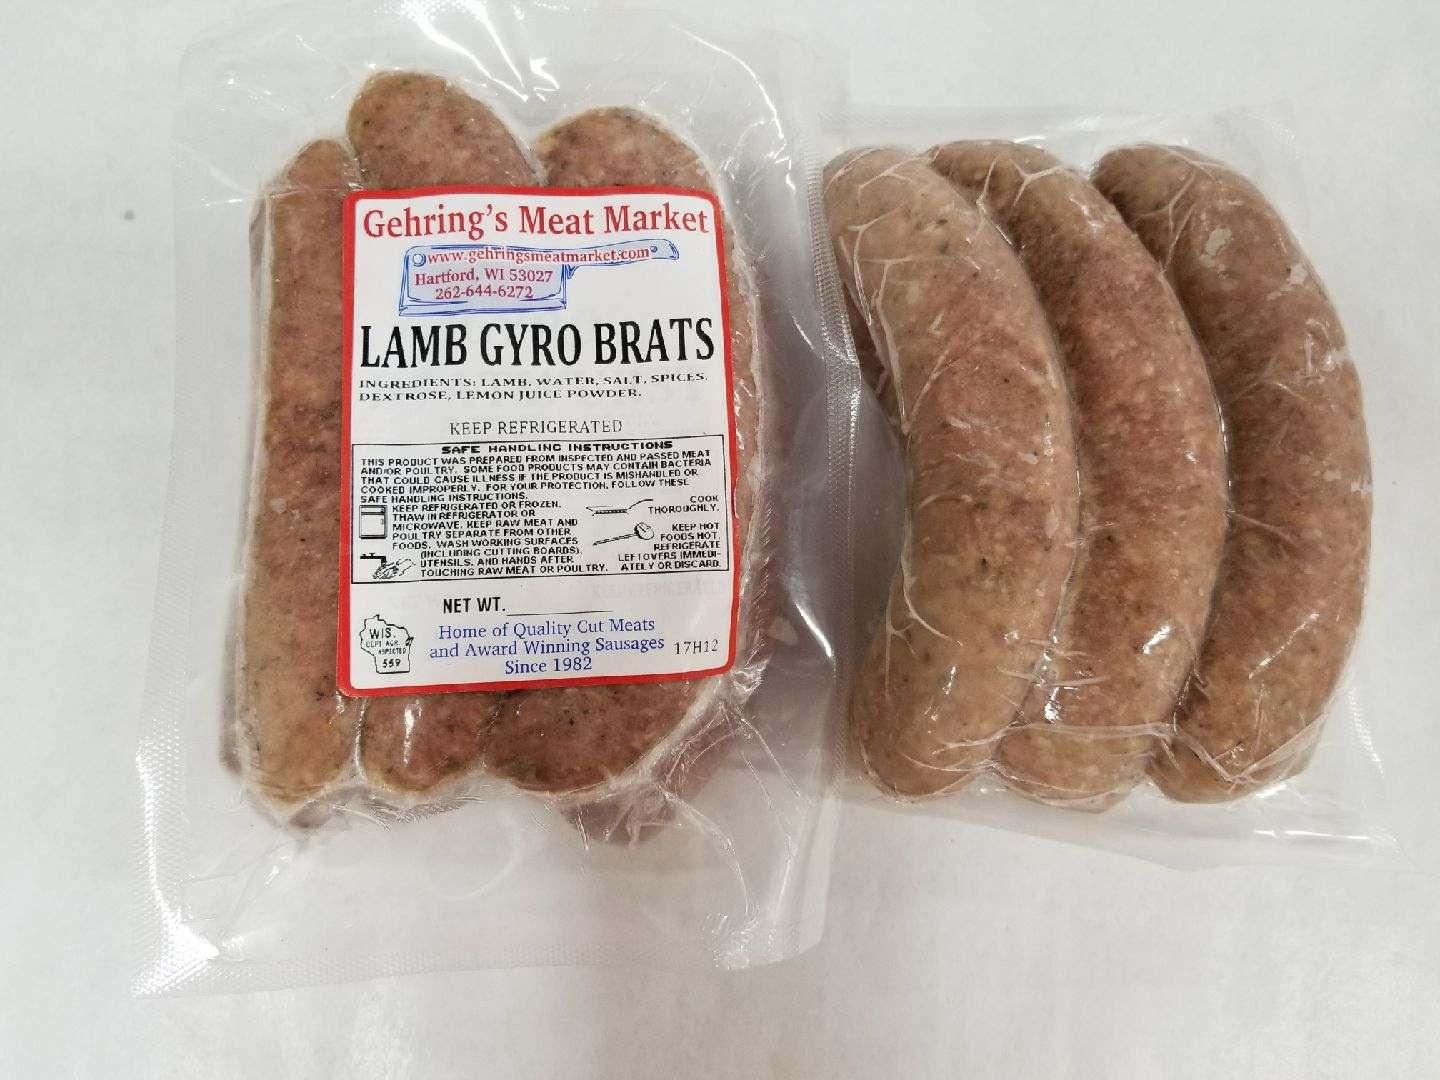 Gehring's Meat Market
www.gehringsmeatmarket.com
Hartford, WI 53027
262-644-6272
LAMB GYRO BRATS
INGREDIENTS: LAMB, WATER, SALT, SPICES,
DEXTROSE, LEMON JUICE POWDER.
KEEP REFRIGERATED
SAFE HANDLING INSTRUCTIONS
THIS PRODUCT WAS PREPARED FROM INSPECTED AND PASSED MEAT
AND/OR POULTRY. SOME FOOD PRODUCTS MAY CONTAIN BACTERIA
THAT COULD CAUSE ILLNESS IF THE PRODUCT IS MISHANDLED OR
COOKED IMPROPERLY. FOR YOUR PROTECTION, FOLLOW THESE
SAFE HANDLING INSTRUCTIONS.
KEEP REFRIGERATED OR FROZEN.
THAW IN REFRIGERATOR OR
MICROWAVE. KEEP RAW MEAT AND
POULTRY SEPARATE FROM OTHER
FOODS. WASH WORKING SURFACES
(INCLUDING CUTTING BOARDS),
UTENSILS, AND HANDS AFTER
TOUCHING RAW MEAT OR POULTRY.
COOK
THOROUGHLY.
KEEP HOT
FOODS HOT.
REFRIGERATE
LEFTOVERS IMMEDI-
ATELY OR DISCARD.
NET WT.
WIS.
DEPT AGR.
INSPECTED
559
Home of Quality Cut Meats
and Award Winning Sausages
Since 1982
17H12